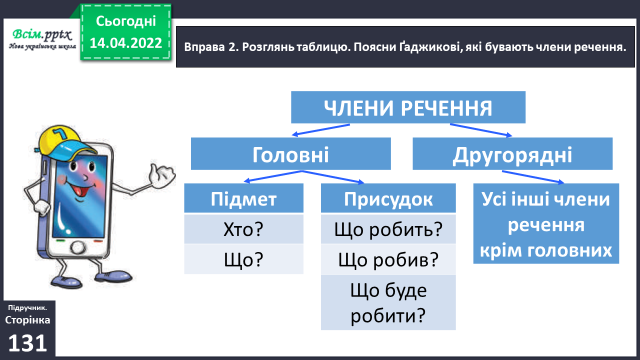 Всім.pptx
Нова українська школа
Сьогодні
14.04.2022
Вправа 2. Розглянь таблицю. Поясни Ґаджикові, які бувають члени речення.
ЧЛЕНИ РЕЧЕННЯ
Головні
Другорядні
Підмет
Присудок
Усі інші члени
речення
крім головних
Хто?
Що робить?
Що?
Що робив?
Що буде
робити?
Підручник.
Сторінка
131